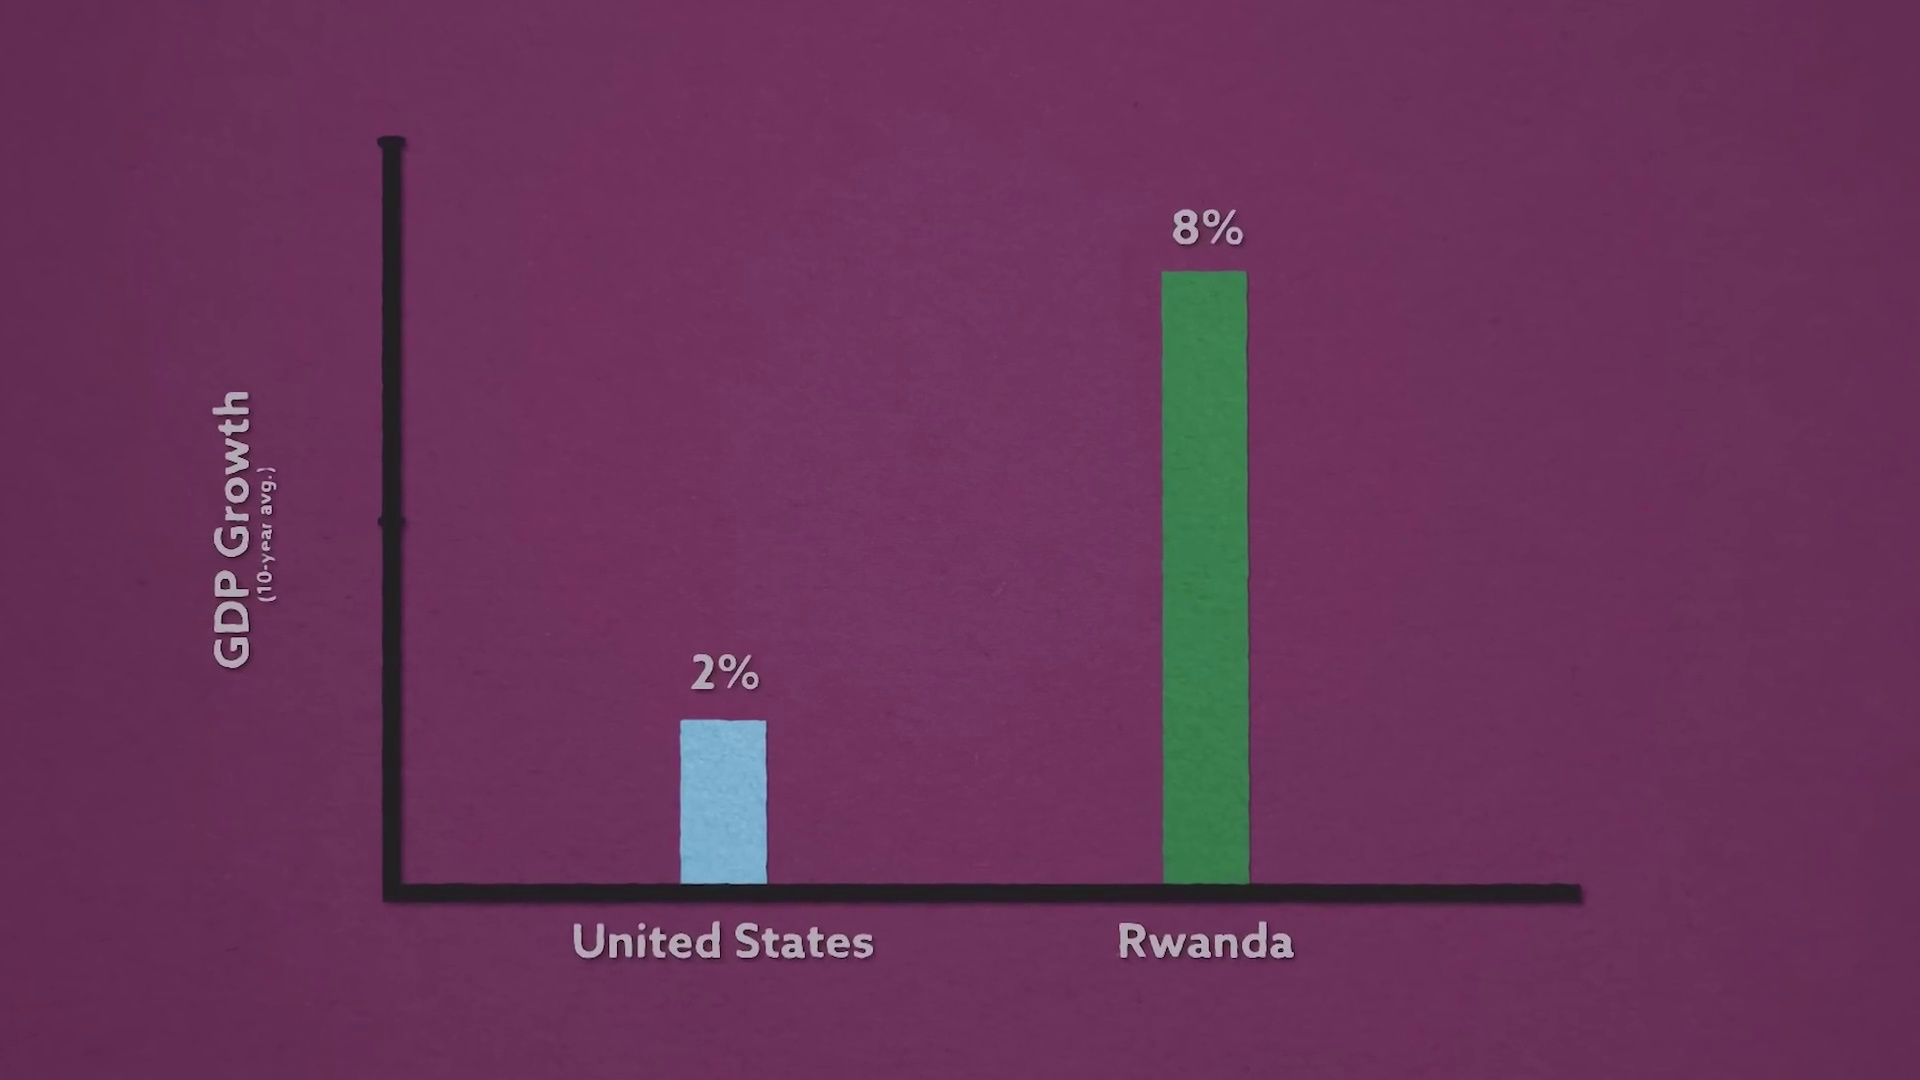 GDP Growth
(10-year avg.)
2%
8%
United States
Rwanda